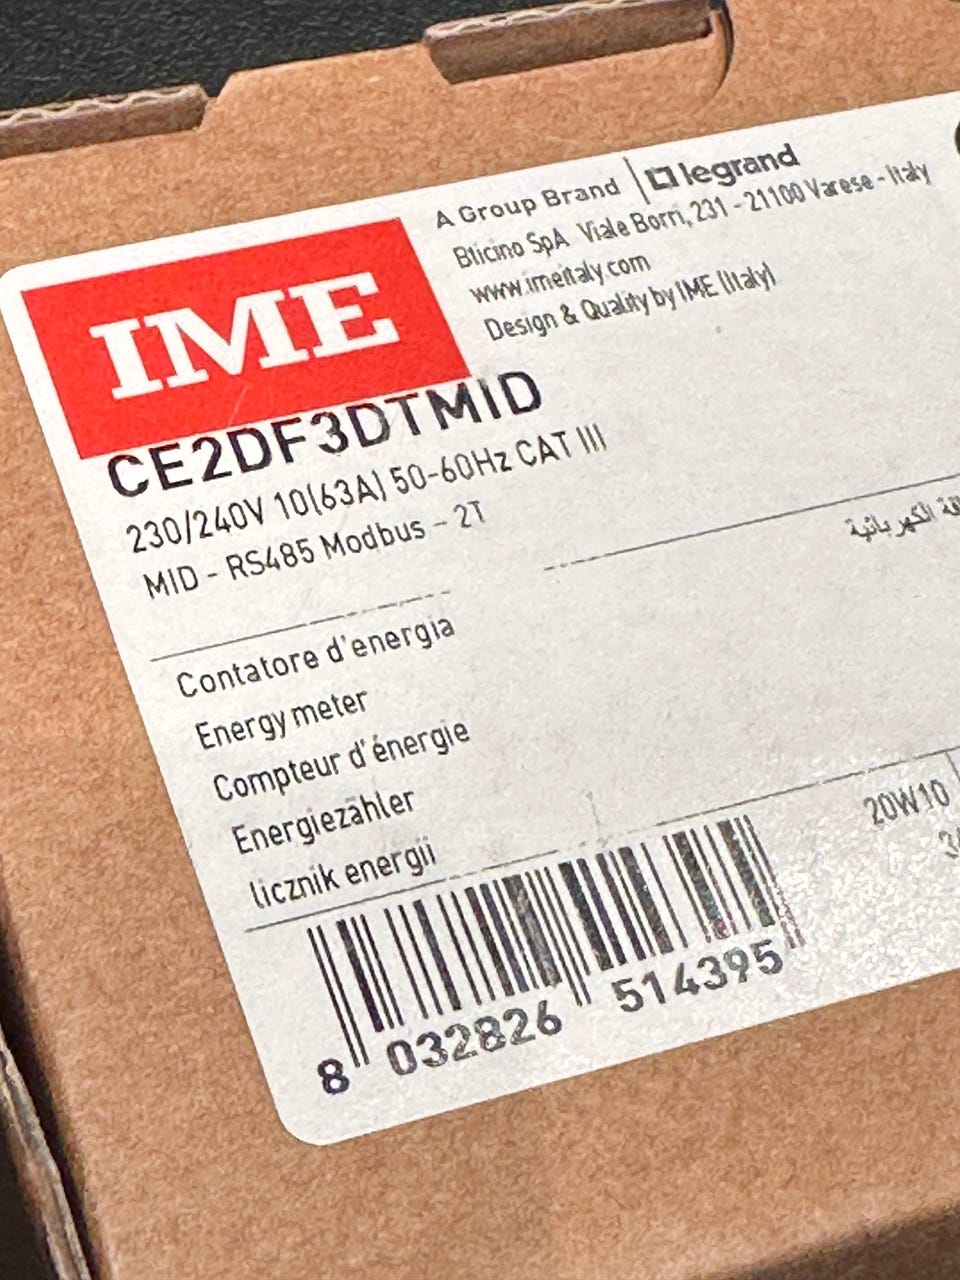 A Group Brand | legrand
Bticino SpA Viale Borri, 231 - 21100 Varese - Italy
www.imeitaly.com
Design & Quality by IME (Italy)
IME
CE2DF3DTMID
230/240V 10(63A) 50-60Hz CAT III
MID - RS485 Modbus - 2T
الكهربائية
Contatore d'energia
Energy meter
Compteur d'énergie
Energiezähler
licznik energii
20W10
8 032826 514395